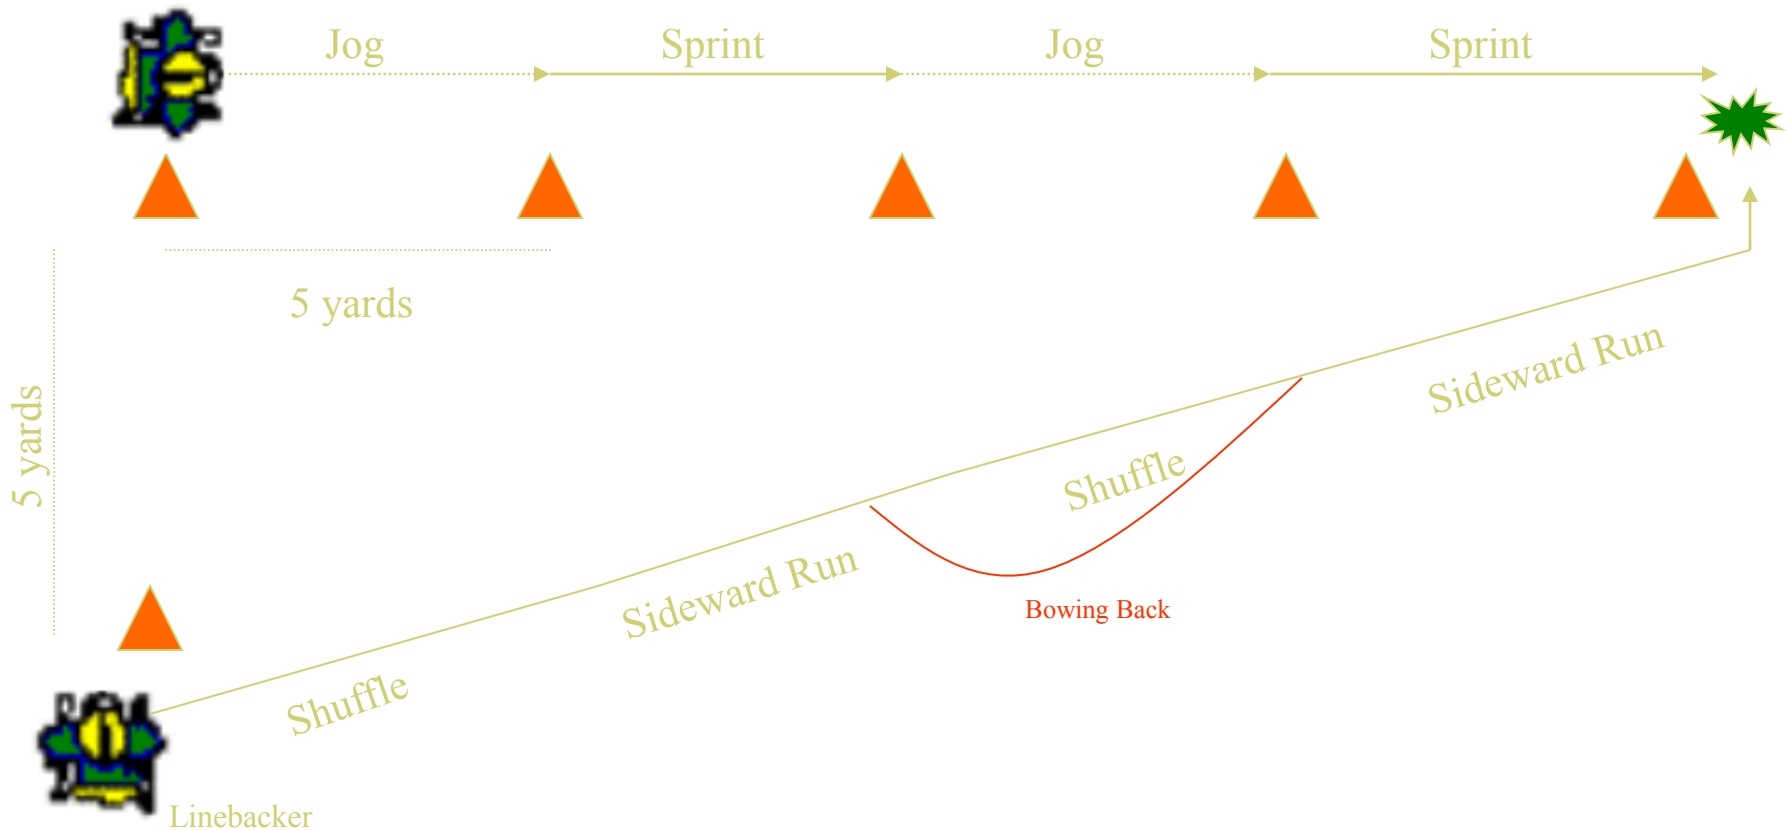 Jog
Sprint
Jog
Sprint
5 yards
5 yards
Sideward Run
Shuffle
Sideward Run
Bowing Back
Shuffle
Linebacker